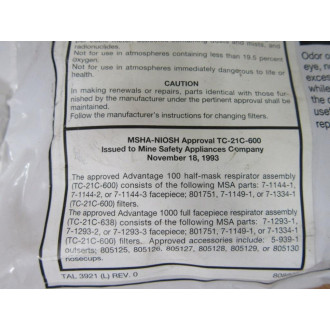 radionuclides.
Not for use in atmospheres containing less than 19.5 percent
oxygen.
Not for use in atmospheres immediately dangerous to life or
health.
CAUTION
In making renewals or repairs, parts identical with those fur-
nished by the manufacturer under the pertinent approval shall be
maintained.
Follow the manufacturer's instructions for changing filters.
MSHA-NIOSH Approval TC-21C-600
Issued to Mine Safety Appliances Company
November 18, 1993
The approved Advantage 100 half-mask respirator assembly
(TC-21C-600) consists of the following MSA parts: 7-1144-1,
7-1144-2, or 7-1144-3 facepiece; 801751, 7-1149-1, or 7-1334-1
(TC-21C-600) filters.
The approved Advantage 1000 full facepiece respirator assembly
(TC-21C-638) consists of the following MSA parts: 7-1293-1,
7-1293-2, or 7-1293-3 facepiece; 801751, 7-1149-1, or 7-1334-1
(TC-21C-600) filters. Approved accessories include: 5-939-1
outserts; 805125, 805126, 805127, 805128, 805129, or 805130
nosecups.
TAL 3921 (L) REV. 0
Odor o
eye, no
excee
while
the
us
rep